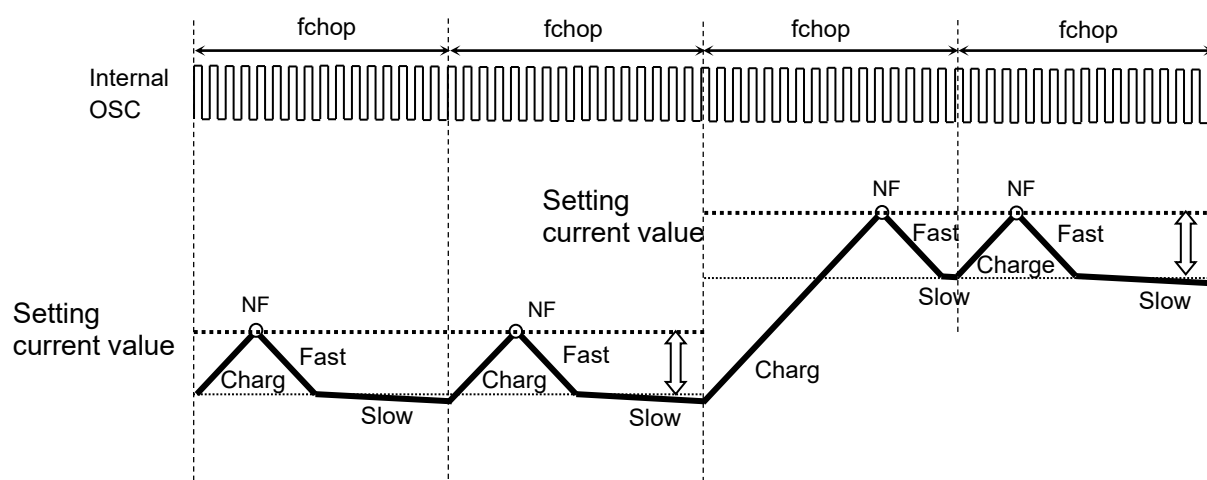 fchop
fchop
fchop
fchop
Internal
OSC
Setting
current value
NF
NF
Fast
Fast
Charge
Slow
Slow
Charg
Setting
current value
NF
NF
Fast
Fast
Charg
Charg
Slow
Slow